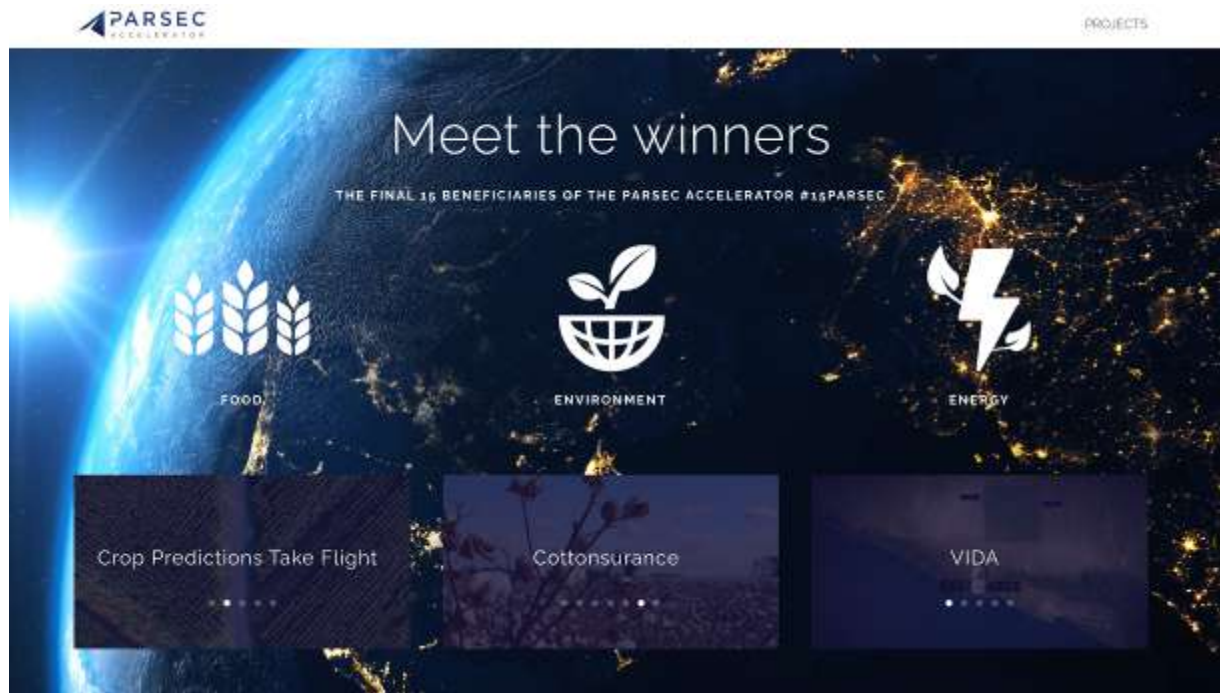 PARSEC
ACCELERATOR
PROJECTS
Meet the winners
THE FINAL 15 BENEFICIARIES OF THE PARSEC ACCELERATOR #15PARSEC
FOOD
ENVIRONMENT
ENERGY
Crop Predictions Take Flight
Cottonsurance
VIDA